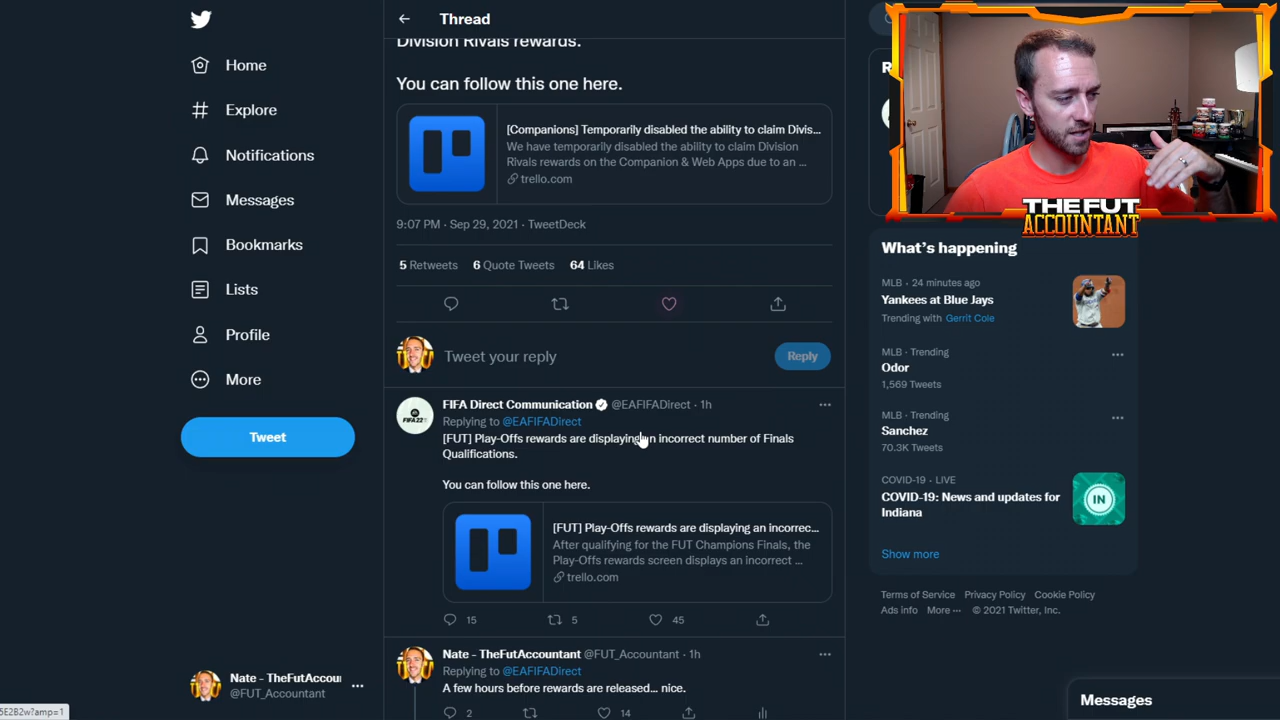 Thread
Home
Explore
Notifications
Messages
Bookmarks
Lists
Profile
More
Tweet
Nate - TheFutAccou
@FUT_Accountant
5E2B2w?amp=1
Division Rivals rewards.
You can follow this one here.
[Companions] Temporarily disabled the ability to claim Divis...
We have temporarily disabled the ability to claim Division
Rivals rewards on the Companion & Web Apps due to an ...
trello.com
9:07 PM · Sep 29, 2021 · TweetDeck
5 Retweets 6 Quote Tweets 64 Likes
Tweet your reply
Reply
FIFA Direct Communication @EAFIFADirect · 1h
FIFA 22
Replying to @EAFIFADirect
[FUT] Play-Offs rewards are displaying an incorrect number of Finals
Qualifications.
You can follow this one here.
[FUT] Play-Offs rewards are displaying an incorrec...
After qualifying for the FUT Champions Finals, the
Play-Offs rewards screen displays an incorrect ...
trello.com
15 5 45
Nate - TheFutAccountant @FUT_Accountant · 1h
Replying to @EAFIFADirect
A few hours before rewards are released... nice.
2 14
R
THE FUT
ACCOUNTANT
What's happening
MLB · 24 minutes ago
Yankees at Blue Jays
Trending with Gerrit Cole
MLB · Trending
Odor
1,569 Tweets
MLB · Trending
Sanchez
70.3K Tweets
COVID-19 · LIVE
COVID-19: News and updates for
Indiana
IN
Show more
Terms of Service Privacy Policy Cookie Policy
Ads info More ··· © 2021 Twitter, Inc.
Messages